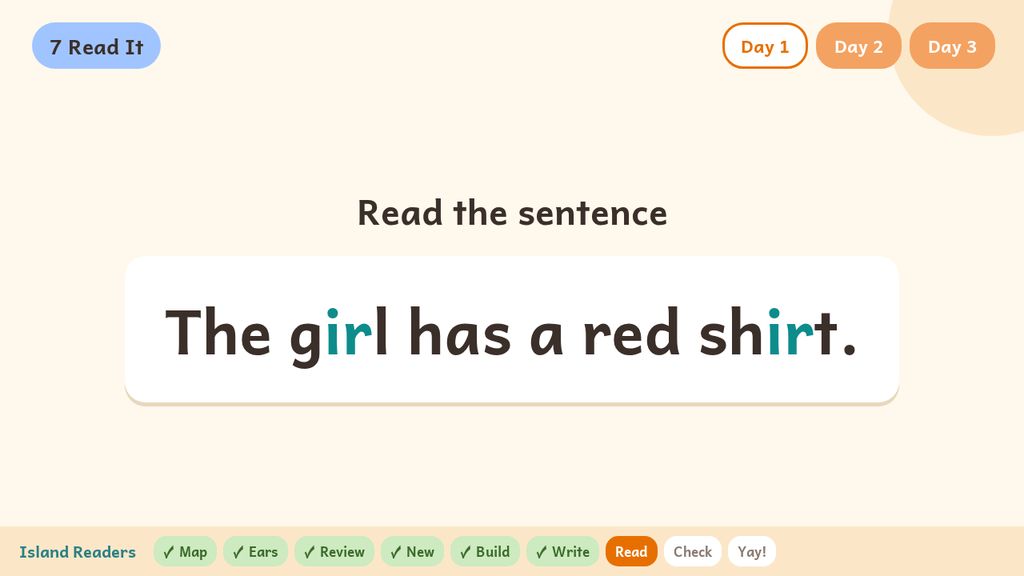 7 Read It
Day 1 Day 2 Day 3
Read the sentence
The girl has a red shirt.
Island Readers ✓ Map ✓ Ears ✓ Review ✓ New ✓ Build ✓ Write Read Check Yay!